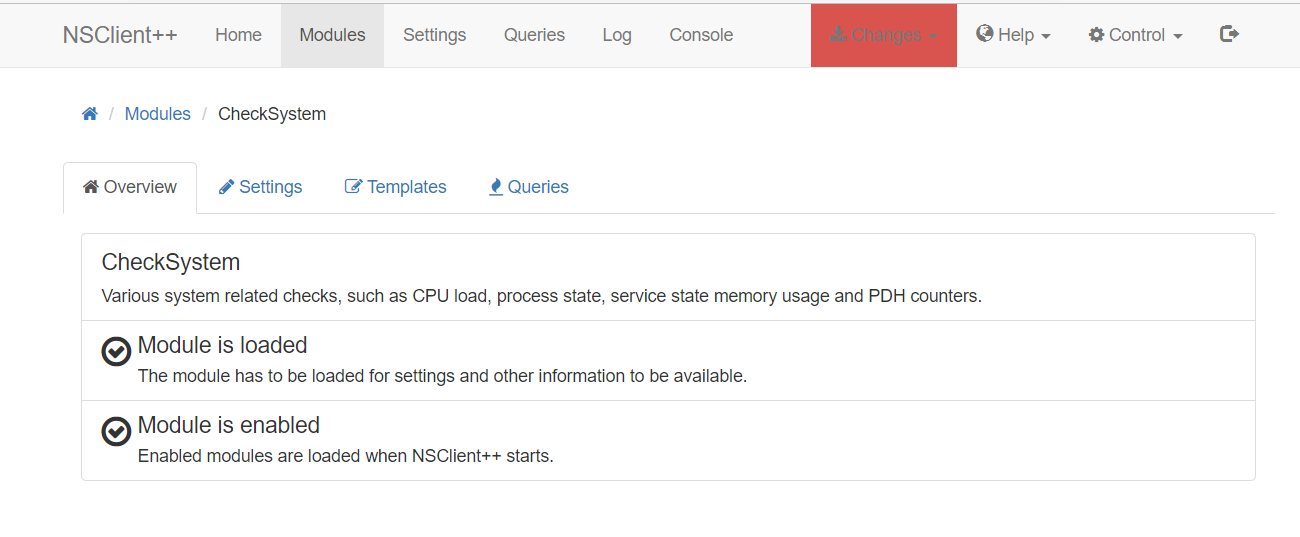 NSClient++ Home Modules Settings Queries Log Console Changes Help Control
/ Modules / CheckSystem
Overview Settings Templates Queries
CheckSystem
Various system related checks, such as CPU load, process state, service state memory usage and PDH counters.
Module is loaded
The module has to be loaded for settings and other information to be available.
Module is enabled
Enabled modules are loaded when NSClient++ starts.